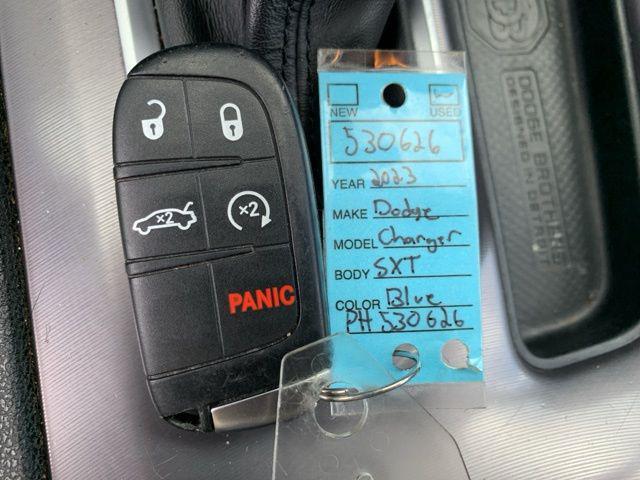 x2
x2
PANIC
NEW USED
530626
YEAR 2023
MAKE Dodge
MODEL Charger
BODY SXT
COLOR Blue
PH 530626
DODGE BROTHERS
DESIGNED IN DETROIT